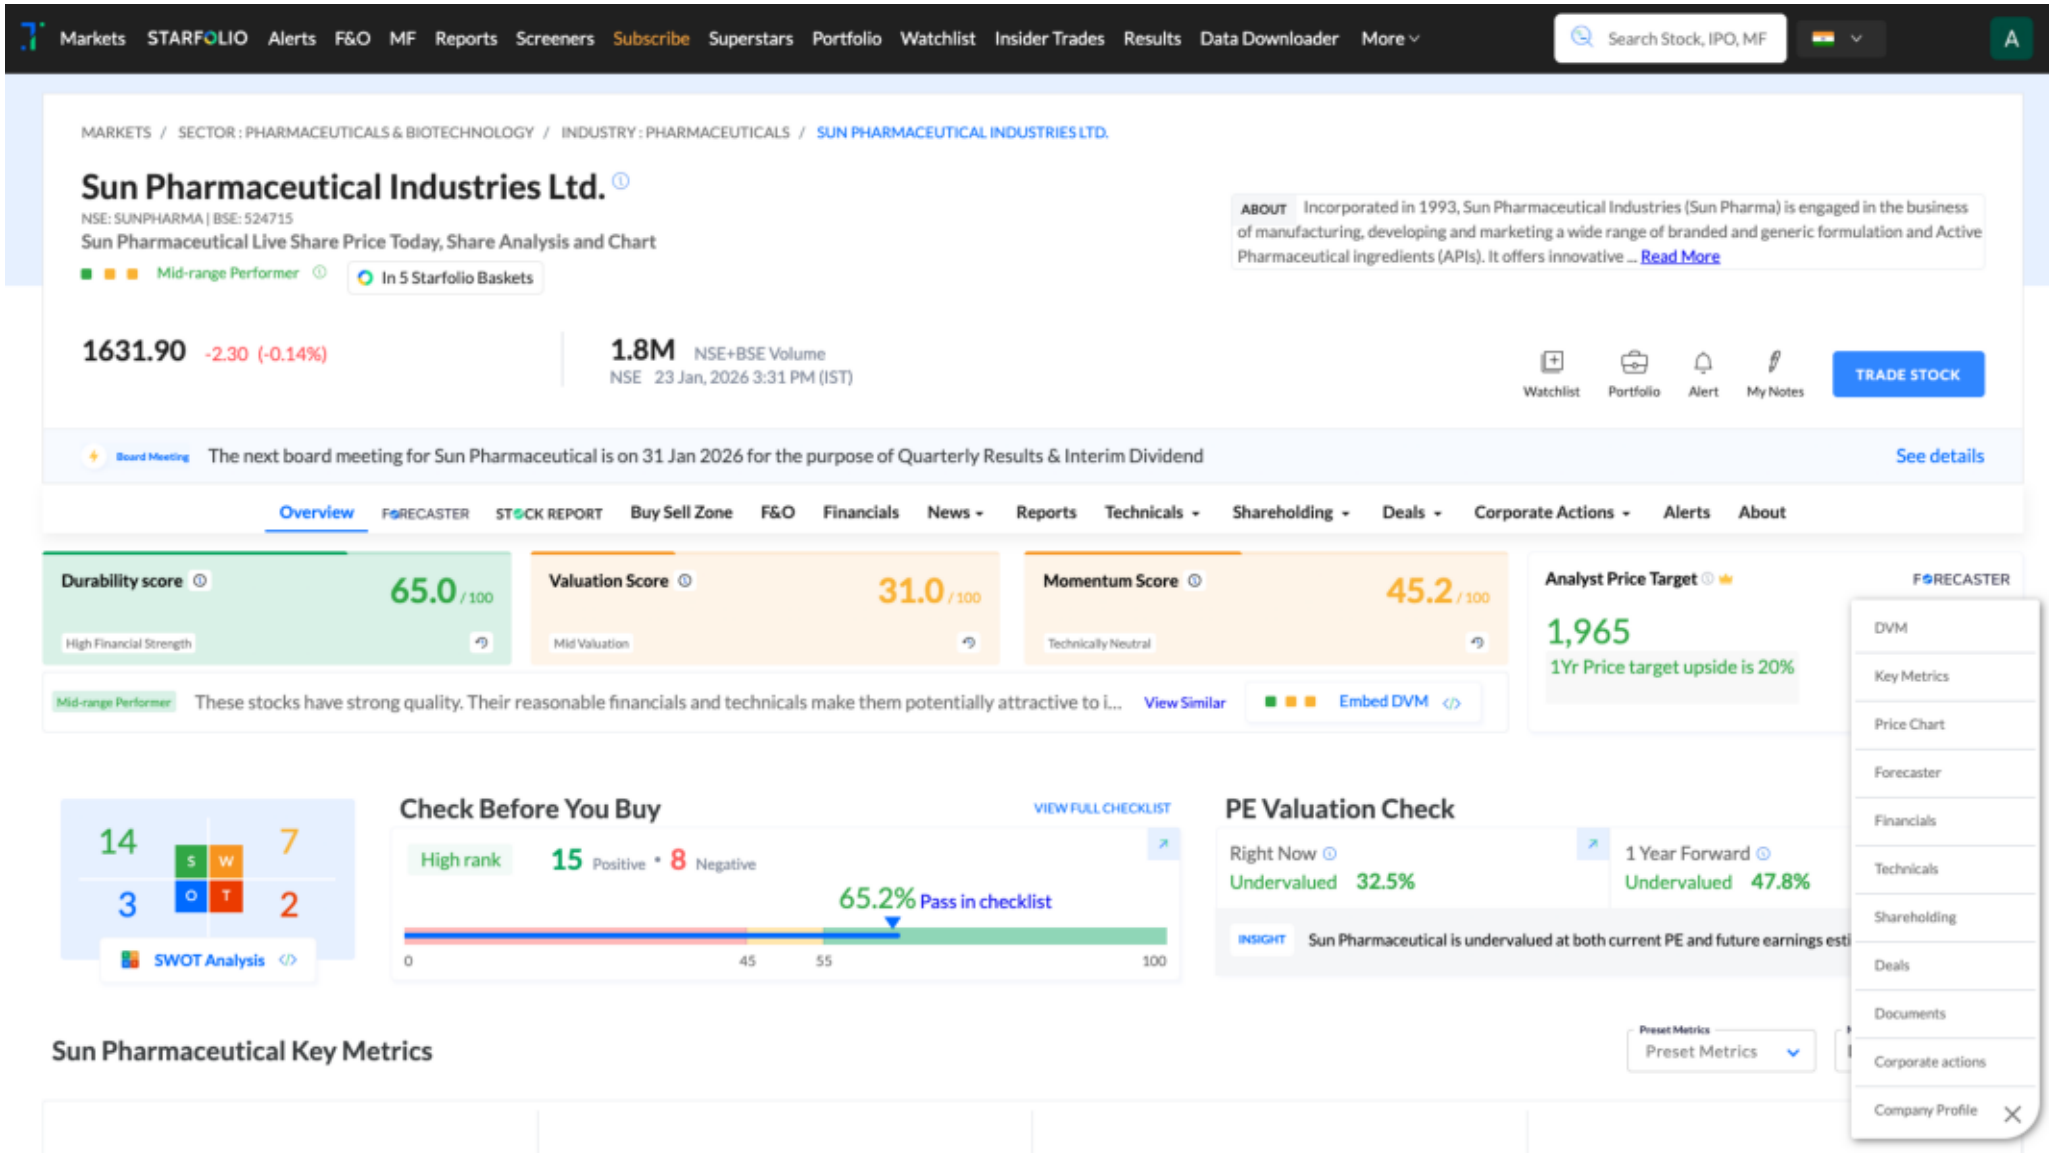 Markets STARFOLIO Alerts F&O MF Reports Screeners Subscribe Superstars Portfolio Watchlist Insider Trades Results Data Downloader More Search Stock, IPO, MF A
MARKETS / SECTOR : PHARMACEUTICALS & BIOTECHNOLOGY / INDUSTRY : PHARMACEUTICALS / SUN PHARMACEUTICAL INDUSTRIES LTD.
Sun Pharmaceutical Industries Ltd.
NSE: SUNPHARMA | BSE: 524715
Sun Pharmaceutical Live Share Price Today, Share Analysis and Chart
Mid-range Performer In 5 Starfolio Baskets
ABOUT Incorporated in 1993, Sun Pharmaceutical Industries (Sun Pharma) is engaged in the business
of manufacturing, developing and marketing a wide range of branded and generic formulation and Active
Pharmaceutical ingredients (APIs). It offers innovative ... Read More
1631.90 -2.30 (-0.14%)
1.8M NSE+BSE Volume
NSE 23 Jan, 2026 3:31 PM (IST)
Watchlist Portfolio Alert My Notes TRADE STOCK
Board Meeting The next board meeting for Sun Pharmaceutical is on 31 Jan 2026 for the purpose of Quarterly Results & Interim Dividend See details
Overview FORECASTER STOCK REPORT Buy Sell Zone F&O Financials News Reports Technicals Shareholding Deals Corporate Actions Alerts About
Durability score 65.0 / 100
High Financial Strength
Valuation Score 31.0 / 100
Mid Valuation
Momentum Score 45.2 / 100
Technically Neutral
Analyst Price Target FORECASTER
1,965
1Yr Price target upside is 20%
Mid-range Performer These stocks have strong quality. Their reasonable financials and technicals make them potentially attractive to i... View Similar Embed DVM </>
14 S W 7
3 O T 2
SWOT Analysis </>
Check Before You Buy VIEW FULL CHECKLIST
High rank 15 Positive • 8 Negative
65.2% Pass in checklist
0 45 55 100
PE Valuation Check
Right Now
Undervalued 32.5%
1 Year Forward
Undervalued 47.8%
INSIGHT Sun Pharmaceutical is undervalued at both current PE and future earnings esti
Sun Pharmaceutical Key Metrics
Preset Metrics
Preset Metrics
DVM
Key Metrics
Price Chart
Forecaster
Financials
Technicals
Shareholding
Deals
Documents
Corporate actions
Company Profile